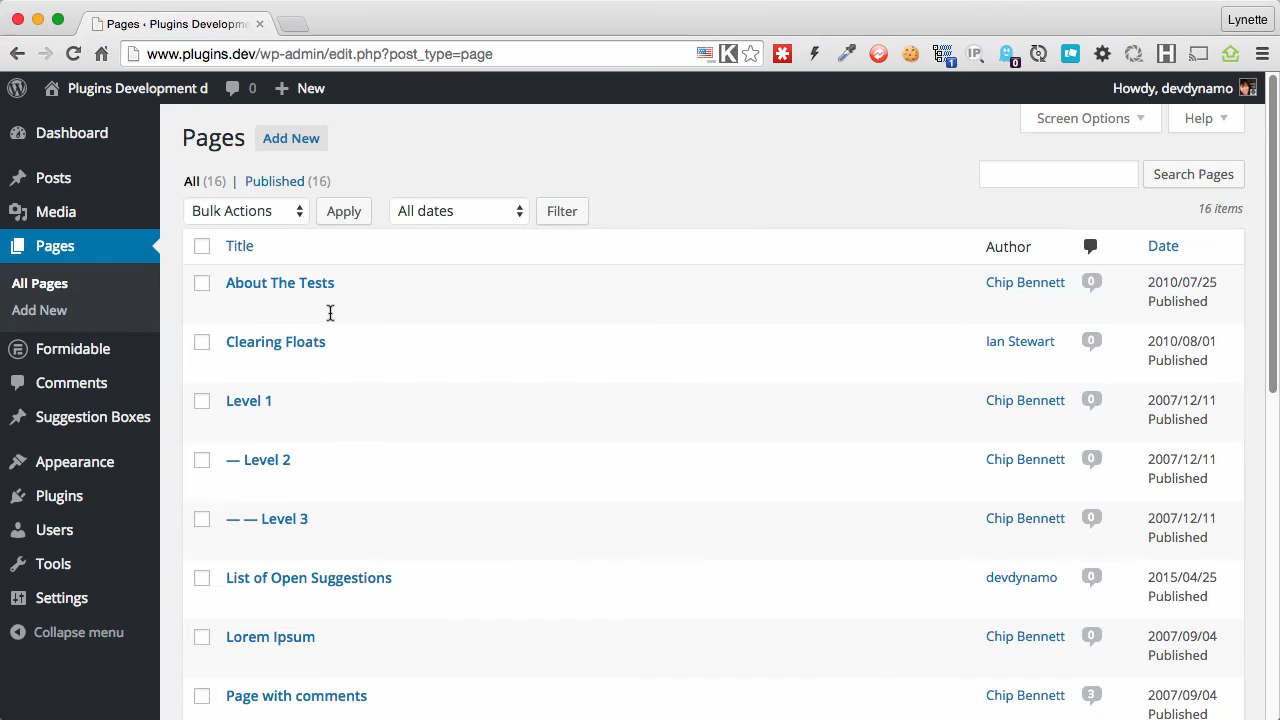 Pages ‹ Plugins Developm
Lynette
www.plugins.dev/wp-admin/edit.php?post_type=page
K
IP
1
0
H
Plugins Development d
0
New
Howdy, devdynamo
Dashboard
Posts
Media
Pages
All Pages
Add New
Formidable
Comments
Suggestion Boxes
Appearance
Plugins
Users
Tools
Settings
Collapse menu
Screen Options
Help
Pages Add New
All (16) | Published (16)
Search Pages
Bulk Actions Apply All dates Filter
16 items
Title Author Date
About The Tests Chip Bennett 0 2010/07/25
Published
Clearing Floats Ian Stewart 0 2010/08/01
Published
Level 1 Chip Bennett 0 2007/12/11
Published
— Level 2 Chip Bennett 0 2007/12/11
Published
— — Level 3 Chip Bennett 0 2007/12/11
Published
List of Open Suggestions devdynamo 0 2015/04/25
Published
Lorem Ipsum Chip Bennett 0 2007/09/04
Published
Page with comments Chip Bennett 3 2007/09/04
Published